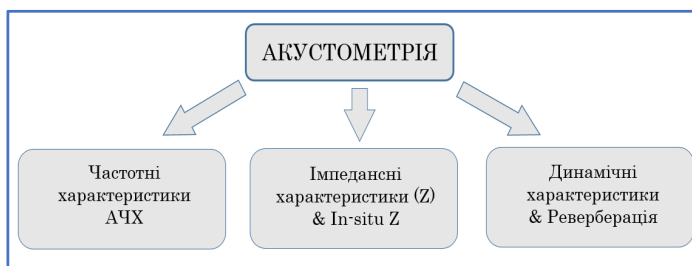 АКУСТОМЕТРІЯ
Частотні
характеристики
АЧХ
Імпедансні
характеристики (Z)
& In-situ Z
Динамічні
характеристики
& Реверберація